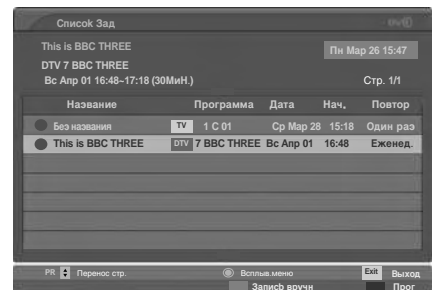 Список Зад
This is BBC THREE
Пн Мар 26 15:47
DTV 7 BBC THREE
Вс Апр 01 16:48~17:18 (30МиН.)
Стр. 1/1
Название Программа Дата Нач. Повтор
Без названия TV 1 C 01 Ср Мар 28 15:18 Один раз
This is BBC THREE DTV 7 BBC THREE Вс Апр 01 16:48 Еженед.
PR Перенос стр. Всплыв.меню Exit Выход
Запись вручн Прог